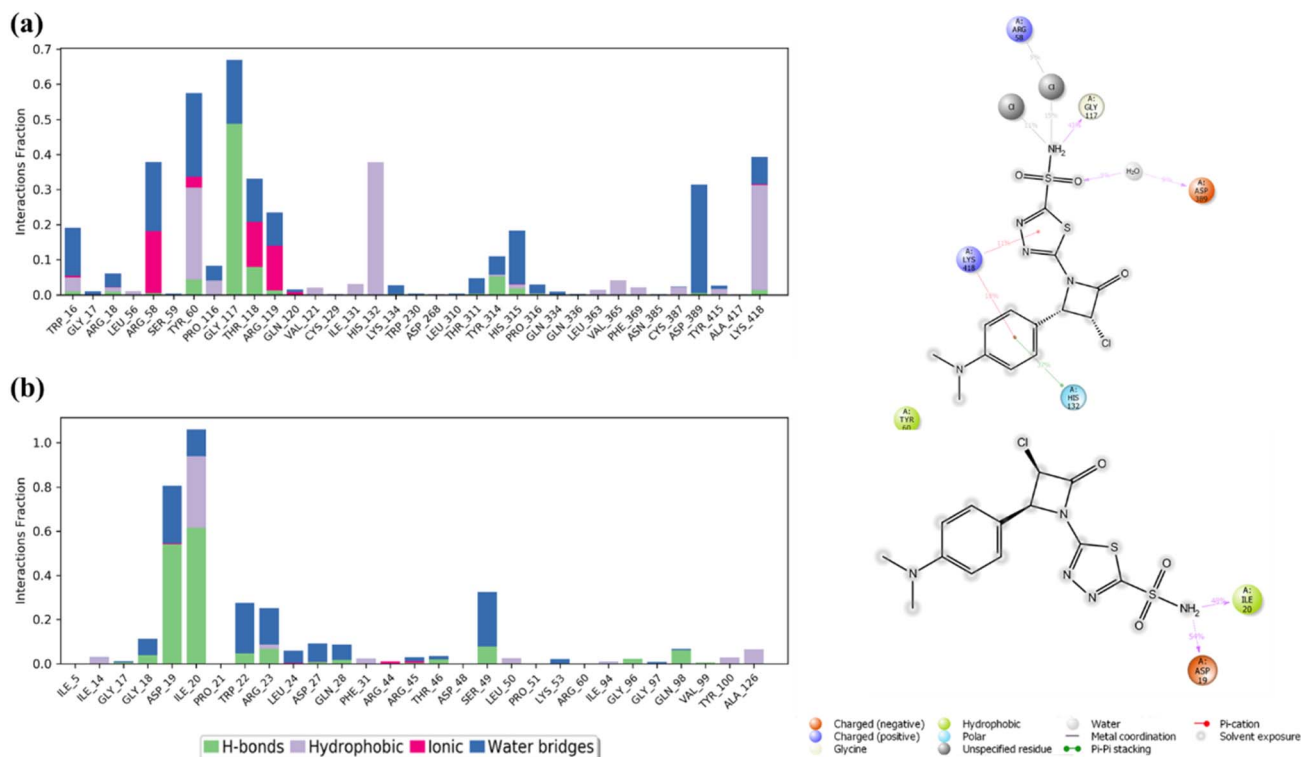 (a)
Interactions Fraction
0.7
0.6
0.5
0.4
0.3
0.2
0.1
0.0
TRP_16
GLY_17
ARG_18
LEU_56
ARG_58
SER_59
TYR_60
PRO_116
GLY_117
THR_118
ARG_119
GLN_120
VAL_221
CYS_129
ILE_131
HIS_132
LYS_134
TRP_230
ASP_268
LEU_310
THR_311
TYR_314
HIS_315
PRO_316
GLN_334
GLN_336
LEU_363
VAL_365
PHE_369
ASN_385
CYS_387
ASP_389
TYR_415
ALA_417
LYS_418
A:
ARG
58
Cl
Cl
A:
GLY
117
NH2
O
S
O
H2O
A:
ASP
N
S
N
A:
LYS
418
N
O
Cl
N
A:
HIS
132
A:
TYR
60
(b)
Interactions Fraction
1.0
0.8
0.6
0.4
0.2
0.0
ILE_5
ILE_14
GLY_17
GLY_18
ASP_19
ILE_20
PRO_21
TRP_22
ARG_23
LEU_24
ASP_27
GLN_28
PHE_31
ARG_44
ARG_45
THR_46
ASP_48
SER_49
LEU_50
PRO_51
LYS_53
ARG_60
ILE_94
GLY_96
GLY_97
GLN_98
VAL_99
TYR_100
ALA_126
Cl
O
N
S
N
N
N
O
S
O
NH2
48%
54%
A:
ILE
20
A:
ASP
19
H-bonds Hydrophobic Ionic Water bridges
Charged (negative) Hydrophobic Water Pi-cation
Charged (positive) Polar Metal coordination Solvent exposure
Glycine Unspecified residue Pi-Pi stacking